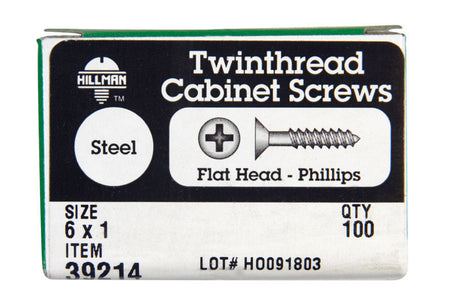 HILLMAN
TM
Twinthread
Cabinet Screws
Steel
Flat Head - Phillips
SIZE
6 x 1
QTY
100
ITEM
39214
LOT# HO091803